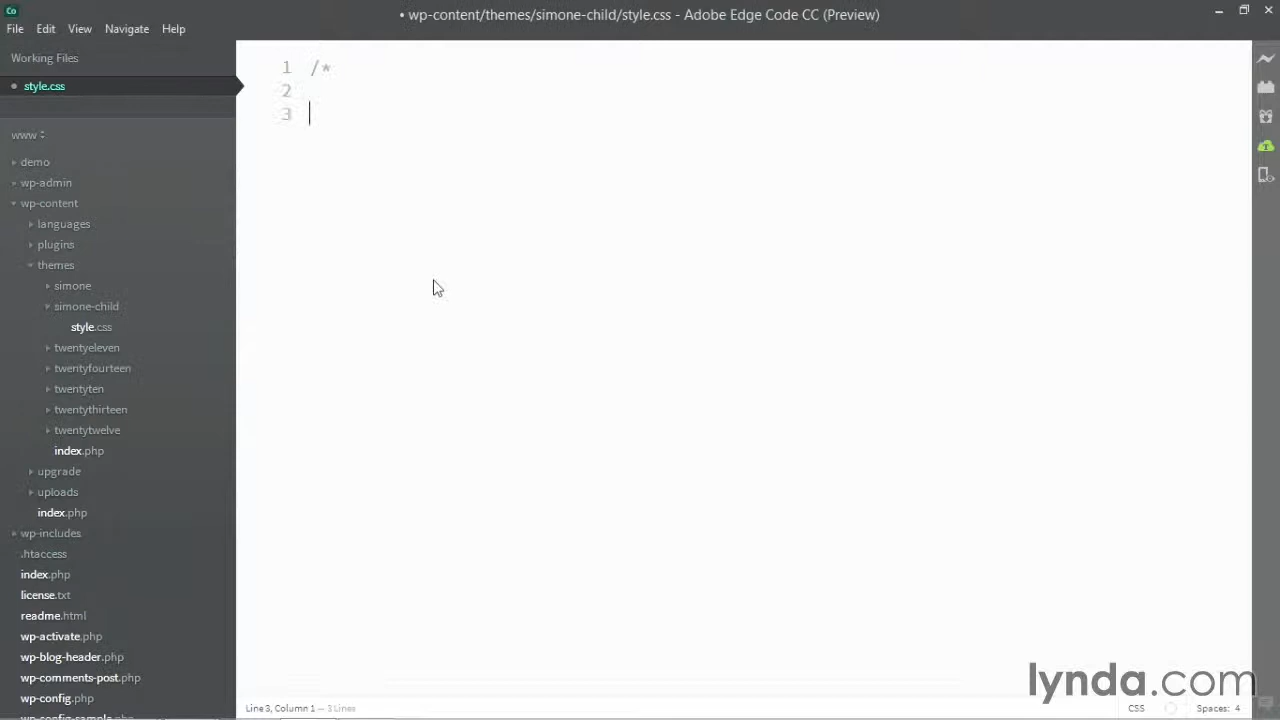 • wp-content/themes/simone-child/style.css - Adobe Edge Code CC (Preview)
File Edit View Navigate Help
Working Files
style.css
www
demo
wp-admin
wp-content
languages
plugins
themes
simone
simone-child
style.css
twentyeleven
twentyfourteen
twentyten
twentythirteen
twentytwelve
index.php
upgrade
uploads
index.php
wp-includes
.htaccess
index.php
license.txt
readme.html
wp-activate.php
wp-blog-header.php
wp-comments-post.php
wp-config.php
wp-config-sample.php
1 /*
2
3
lynda.com
Line 3, Column 1 — 3 Lines
CSS
Spaces: 4